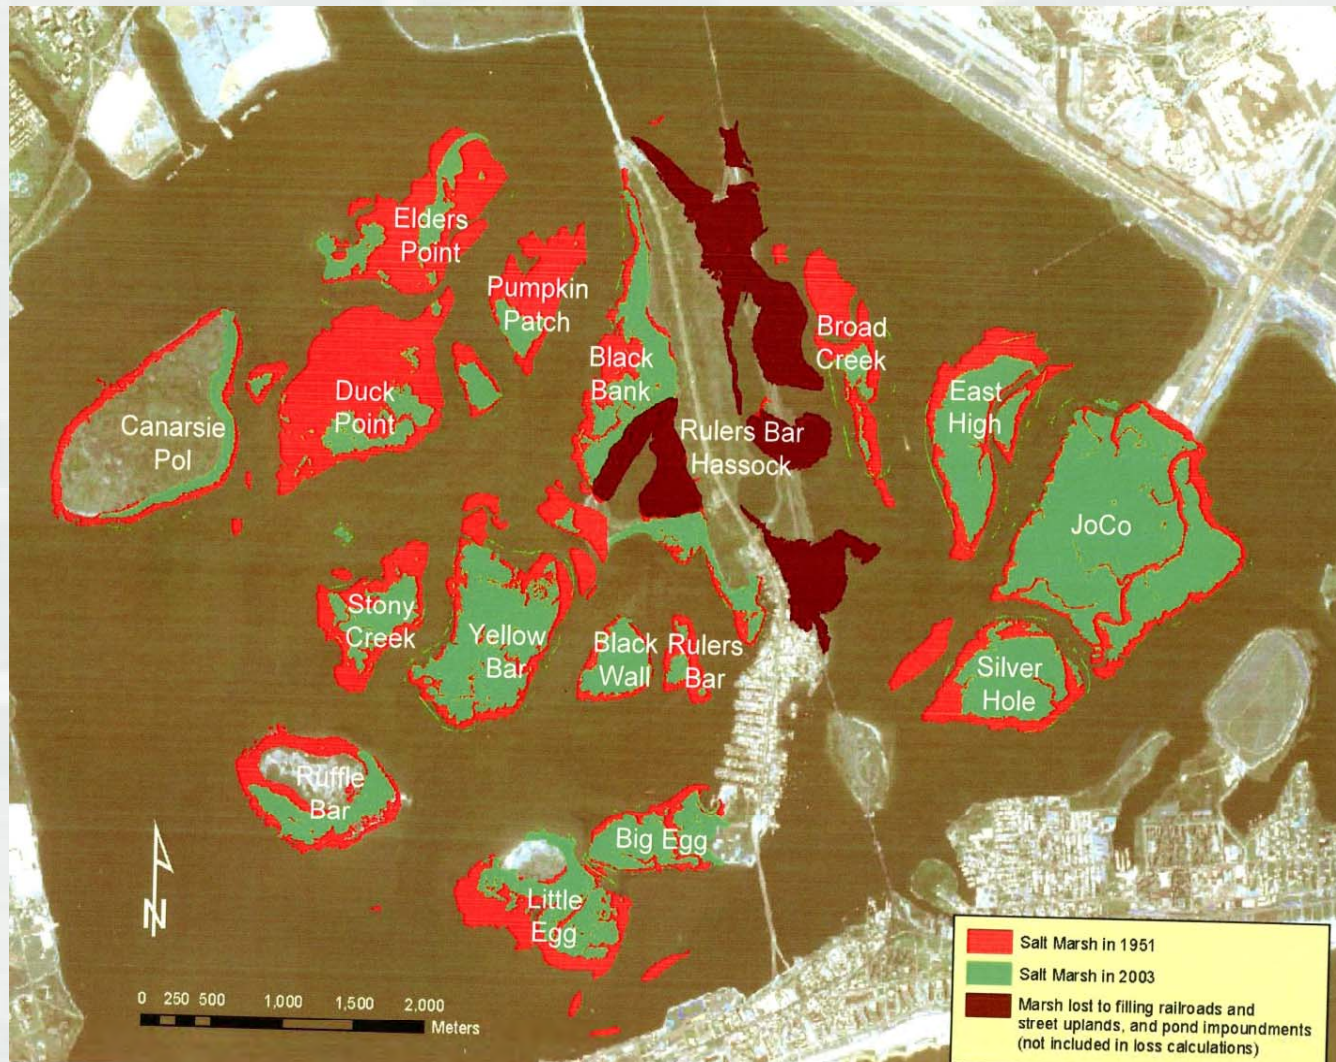 Elders
Point
Pumpkin
Patch
Broad
Creek
Black
Bank
East
High
Duck
Point
Canarsie
Pol
Rulers Bar
Hassock
JoCo
Stony
Creek
Yellow
Bar
Black
Wall
Rulers
Bar
Silver
Hole
Ruffle
Bar
Big Egg
Little
Egg
N
0 250 500 1,000 1,500 2,000
Meters
Salt Marsh in 1951
Salt Marsh in 2003
Marsh lost to filling railroads and
street uplands, and pond impoundments
(not included in loss calculations)